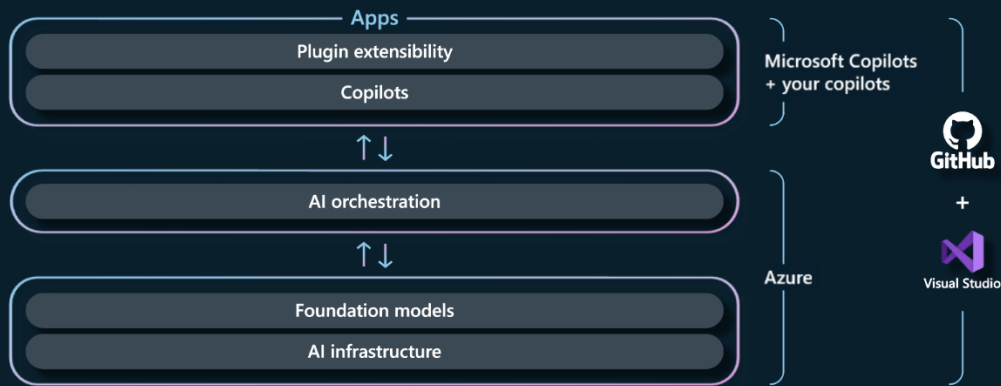 Apps
Plugin extensibility
Copilots
Microsoft Copilots
+ your copilots
↑↓
AI orchestration
↑↓
Foundation models
AI infrastructure
Azure
GitHub
+
Visual Studio